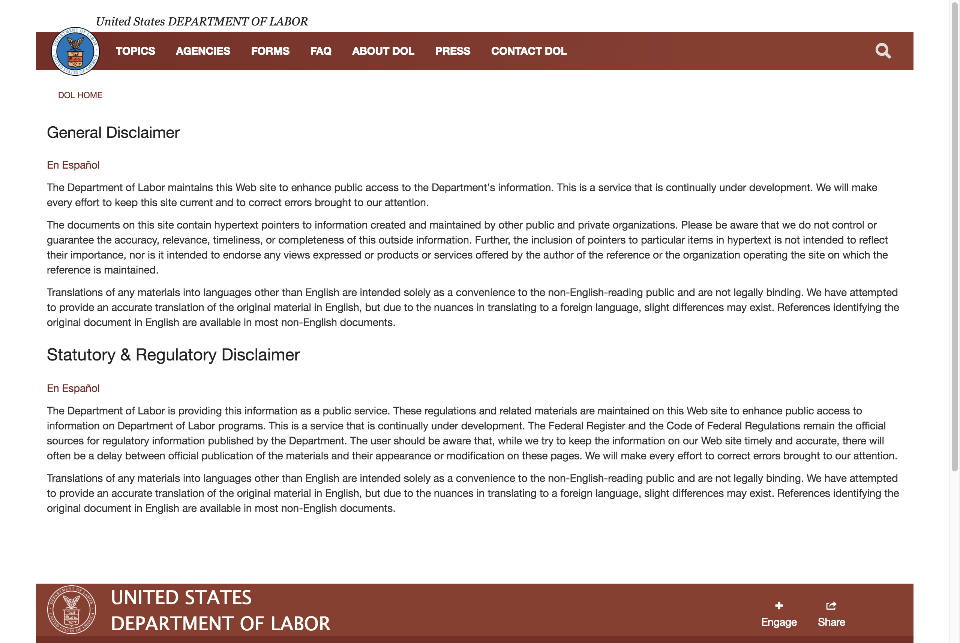 United States DEPARTMENT OF LABOR
TOPICS AGENCIES FORMS FAQ ABOUT DOL PRESS CONTACT DOL
DOL HOME
General Disclaimer
En Español
The Department of Labor maintains this Web site to enhance public access to the Department's information. This is a service that is continually under development. We will make
every effort to keep this site current and to correct errors brought to our attention.
The documents on this site contain hypertext pointers to information created and maintained by other public and private organizations. Please be aware that we do not control or
guarantee the accuracy, relevance, timeliness, or completeness of this outside information. Further, the inclusion of pointers to particular items in hypertext is not intended to reflect
their importance, nor is it intended to endorse any views expressed or products or services offered by the author of the reference or the organization operating the site on which the
reference is maintained.
Translations of any materials into languages other than English are intended solely as a convenience to the non-English-reading public and are not legally binding. We have attempted
to provide an accurate translation of the original material in English, but due to the nuances in translating to a foreign language, slight differences may exist. References identifying the
original document in English are available in most non-English documents.
Statutory & Regulatory Disclaimer
En Español
The Department of Labor is providing this information as a public service. These regulations and related materials are maintained on this Web site to enhance public access to
information on Department of Labor programs. This is a service that is continually under development. The Federal Register and the Code of Federal Regulations remain the official
sources for regulatory information published by the Department. The user should be aware that, while we try to keep the information on our Web site timely and accurate, there will
often be a delay between official publication of the materials and their appearance or modification on these pages. We will make every effort to correct errors brought to our attention.
Translations of any materials into languages other than English are intended solely as a convenience to the non-English-reading public and are not legally binding. We have attempted
to provide an accurate translation of the original material in English, but due to the nuances in translating to a foreign language, slight differences may exist. References identifying the
original document in English are available in most non-English documents.
UNITED STATES
DEPARTMENT OF LABOR
Engage Share